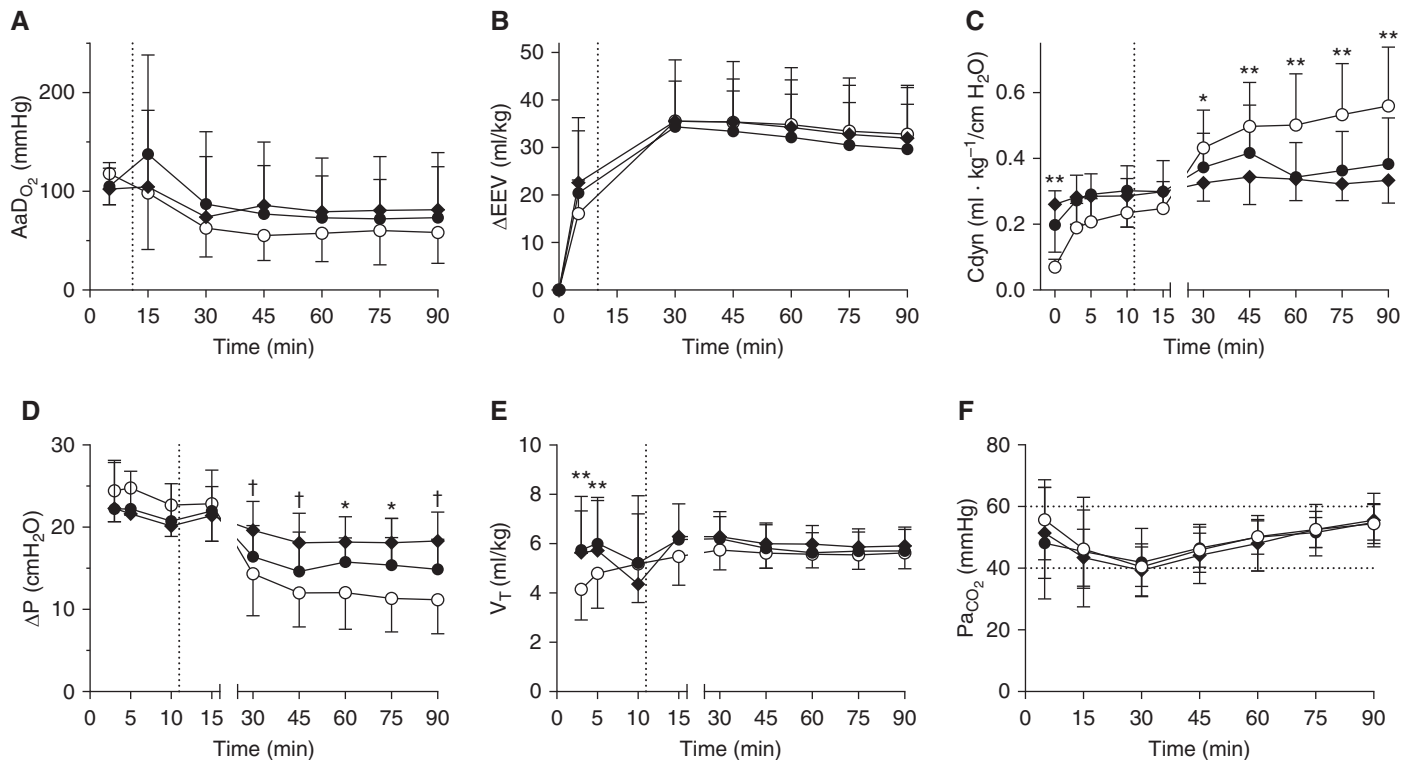 A
AaDO2 (mmHg)
200
100
0
0 15 30 45 60 75 90
Time (min)
B
ΔEEV (ml/kg)
50
40
30
20
10
0
0 15 30 45 60 75 90
Time (min)
C
Cdyn (ml · kg–1/cm H2O)
0.6
0.4
0.2
0.0
** * ** ** ** **
0 5 10 15 30 45 60 75 90
Time (min)
D
ΔP (cmH2O)
30
20
10
0
† † * * †
0 5 10 15 30 45 60 75 90
Time (min)
E
VT (ml/kg)
10
8
6
4
2
0
** **
0 5 10 15 30 45 60 75 90
Time (min)
F
PaCO2 (mmHg)
80
60
40
20
0
0 15 30 45 60 75 90
Time (min)